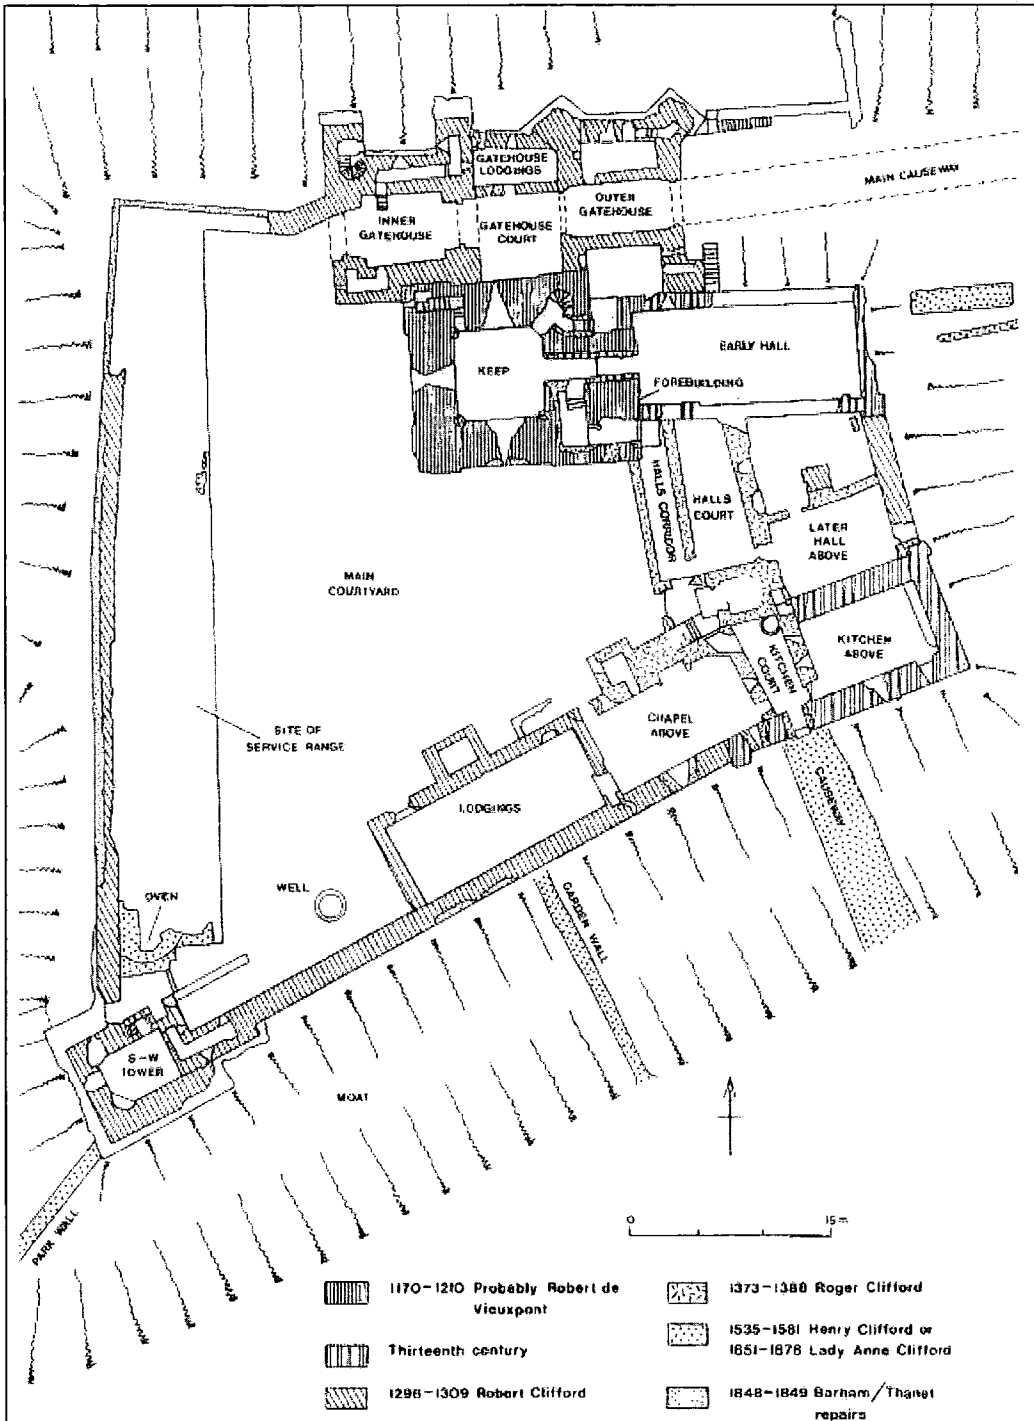 GATEHOUSE
LODGINGS
MAIN CAUSEWAY
OUTER
GATEHOUSE
INNER
GATEHOUSE
GATEHOUSE
COURT
EARLY HALL
KEEP
FOREBUILDING
HALLS CORRIDOR
HALLS
COURT
LATER
HALL
ABOVE
MAIN
COURTYARD
KITCHEN
ABOVE
KITCHEN
COURT
CHAPEL
ABOVE
SITE OF
SERVICE RANGE
LODGINGS
CAUSEWAY
WELL
OVEN
GARDEN WALL
S-W
TOWER
MOAT
PARK WALL
0 15m
1170-1210 Probably Robert de
Vieuxpont
Thirteenth century
1296-1309 Robert Clifford
1373-1388 Roger Clifford
1535-1581 Henry Clifford or
1651-1676 Lady Anne Clifford
1848-1849 Barham/Thanet
repairs